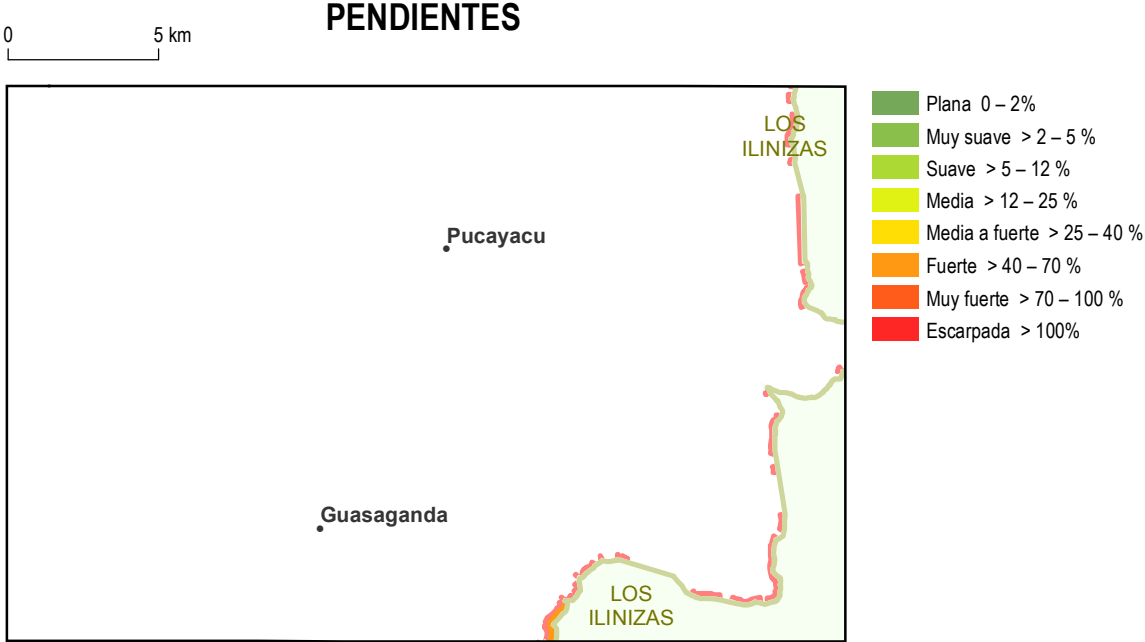 PENDIENTES
0 5 km
LOS
ILINIZAS
Pucayacu
Guasaganda
LOS
ILINIZAS
Plana 0 – 2%
Muy suave > 2 – 5 %
Suave > 5 – 12 %
Media > 12 – 25 %
Media a fuerte > 25 – 40 %
Fuerte > 40 – 70 %
Muy fuerte > 70 – 100 %
Escarpada > 100%